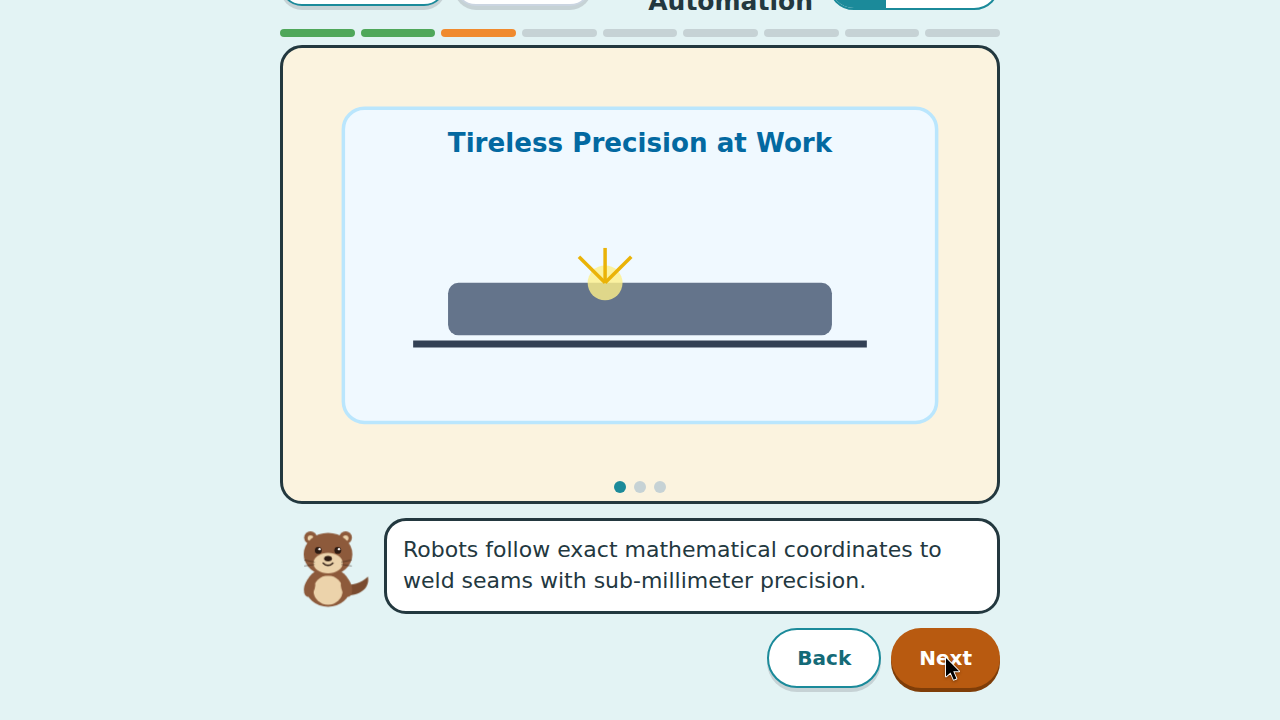 Automation
Tireless Precision at Work
Robots follow exact mathematical coordinates to
weld seams with sub-millimeter precision.
Back
Next